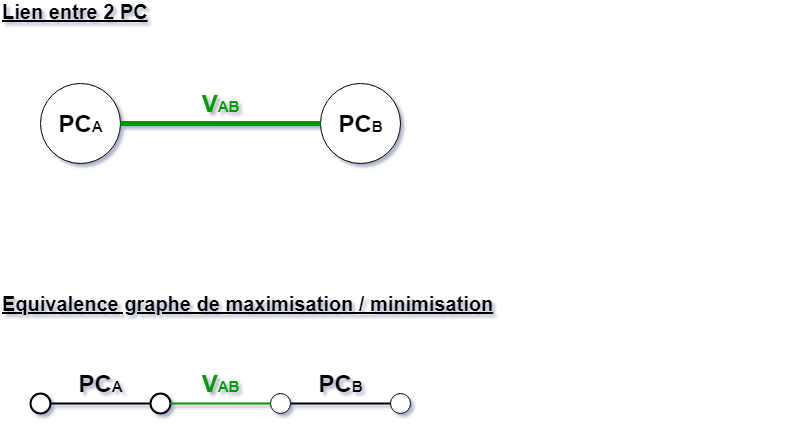 Lien entre 2 PC
VAB
PCA PCB
Equivalence graphe de maximisation / minimisation
PCA VAB PCB